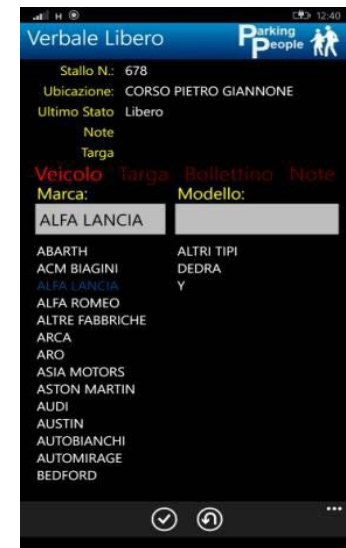 H 12:40
Verbale Libero Parking People
Stallo N.: 678
Ubicazione: CORSO PIETRO GIANNONE
Ultimo Stato Libero
Note
Targa
Veicolo Targa Bollettino Note
Marca: Modello:
ALFA LANCIA
ABARTH ALTRI TIPI
ACM BIAGINI DEDRA
ALFA LANCIA Y
ALFA ROMEO
ALTRE FABBRICHE
ARCA
ARO
ASIA MOTORS
ASTON MARTIN
AUDI
AUSTIN
AUTOBIANCHI
AUTOMIRAGE
BEDFORD